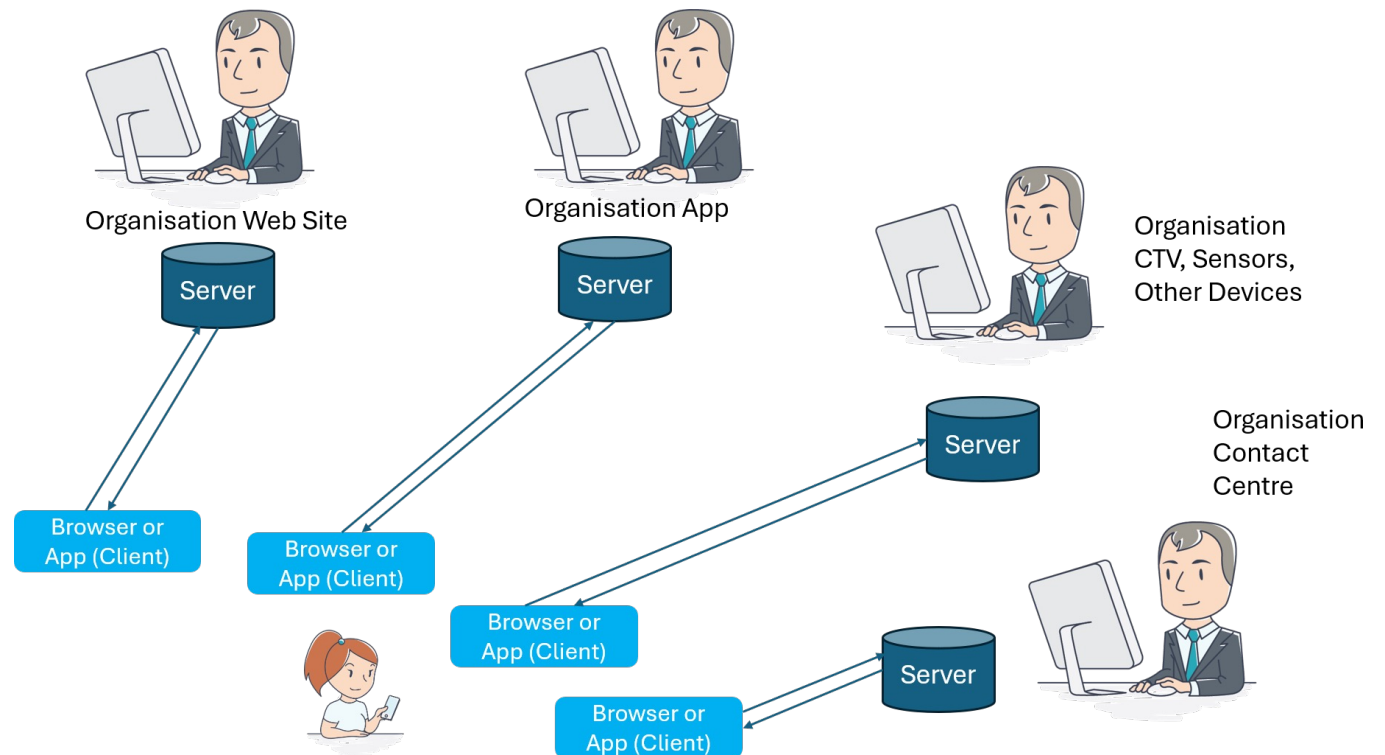 Organisation Web Site
Server
Organisation App
Server
Organisation
CTV, Sensors,
Other Devices
Server
Organisation
Contact
Centre
Server
Browser or
App (Client)
Browser or
App (Client)
Browser or
App (Client)
Browser or
App (Client)